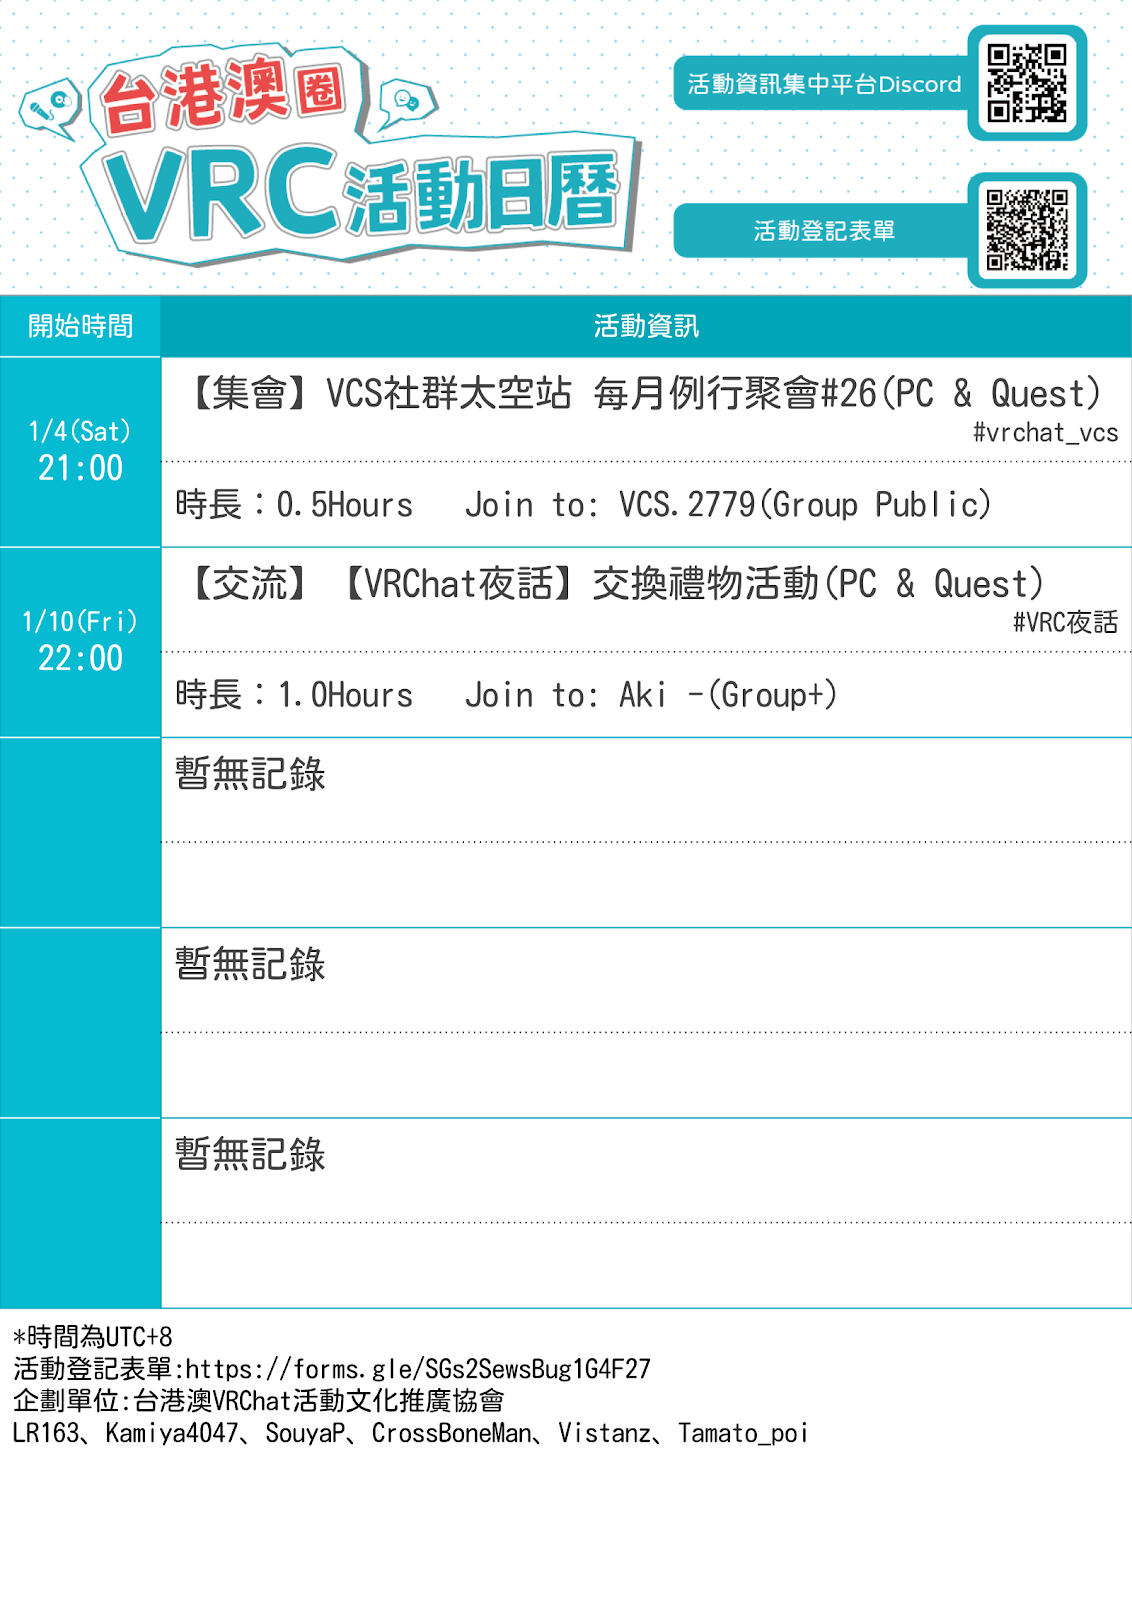 台港澳圈
VRC活動日曆
活動資訊集中平台Discord
活動登記表單
開始時間
活動資訊
1/4(Sat)
21:00
【集會】VCS社群太空站 每月例行聚會#26(PC & Quest)
#vrchat_vcs
時長：0.5Hours Join to: VCS.2779(Group Public)
1/10(Fri)
22:00
【交流】【VRChat夜話】交換禮物活動(PC & Quest)
#VRC夜話
時長：1.0Hours Join to: Aki -(Group+)
暫無記錄
暫無記錄
暫無記錄
*時間為UTC+8
活動登記表單:https://forms.gle/SGs2SewsBug1G4F27
企劃單位:台港澳VRChat活動文化推廣協會
LR163、Kamiya4047、SouyaP、CrossBoneMan、Vistanz、Tamato_poi